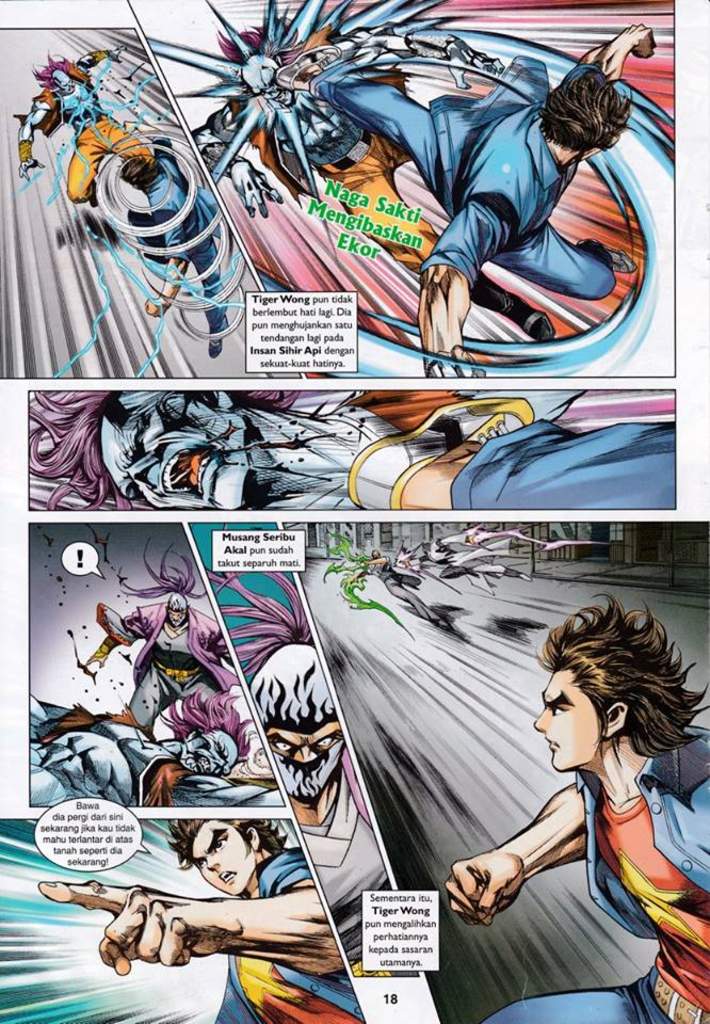 Naga Sakti
Mengibaskan
Ekor
Tiger Wong pun tidak
berlembut hati lagi. Dia
pun menghujankan satu
tendangan lagi pada
Insan Sihir Api dengan
sekuat-kuat hatinya.
!
Musang Seribu
Akal pun sudah
takut separuh mati.
Bawa
dia pergi dari sini
sekarang jika kau tidak
mahu terlantar di atas
tanah seperti dia
sekarang!
Sementara itu,
Tiger Wong
pun mengalihkan
perhatiannya
kepada sasaran
utamanya.
18